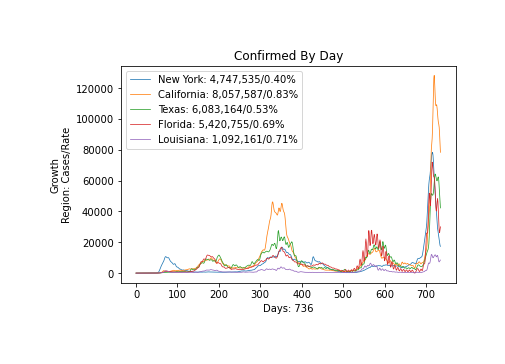 Confirmed By Day
New York: 4,747,535/0.40%
California: 8,057,587/0.83%
Texas: 6,083,164/0.53%
Florida: 5,420,755/0.69%
Louisiana: 1,092,161/0.71%
Growth
Region: Cases/Rate
120000
100000
80000
60000
40000
20000
0
0 100 200 300 400 500 600 700
Days: 736